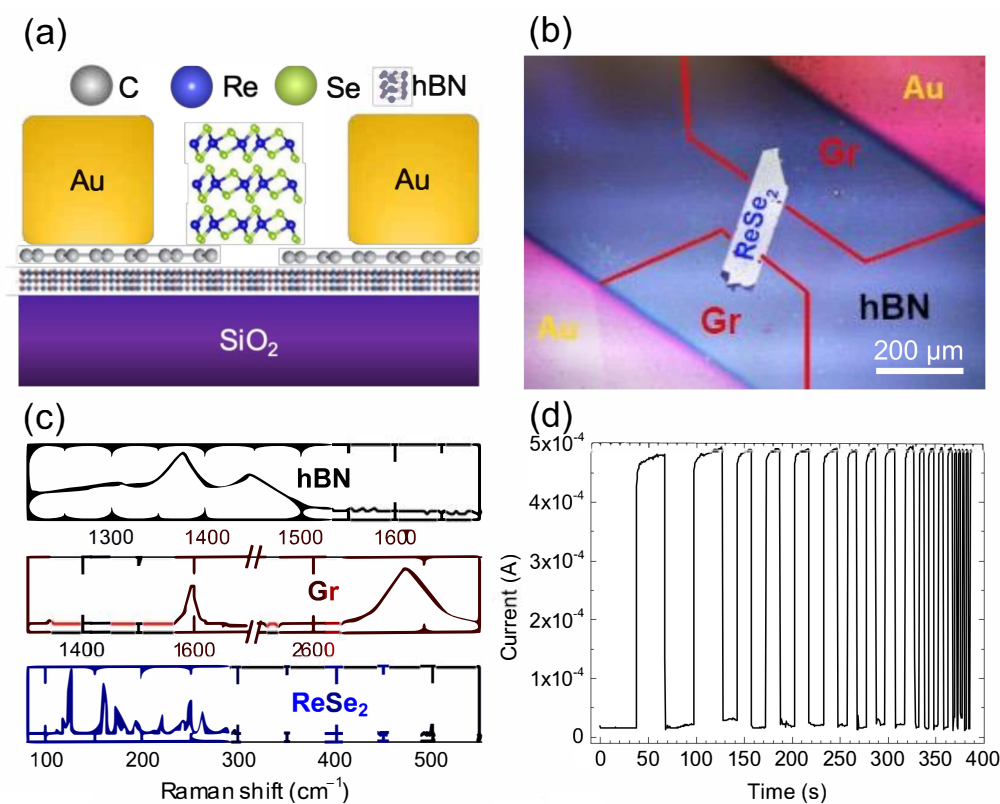 (a)
C Re Se hBN
Au Au
SiO₂
(b)
Au
Gr
ReSe₂
Au
Gr
hBN
200 µm
(c)
hBN
1300 1400 1500
Gr
1400 1600 2600
ReSe₂
100 200 300 400 500
Raman shift (cm⁻¹)
(d)
5x10⁻⁴
4x10⁻⁴
3x10⁻⁴
2x10⁻⁴
1x10⁻⁴
0
Current (A)
0 50 100 150 200 250 300 350 400
Time (s)